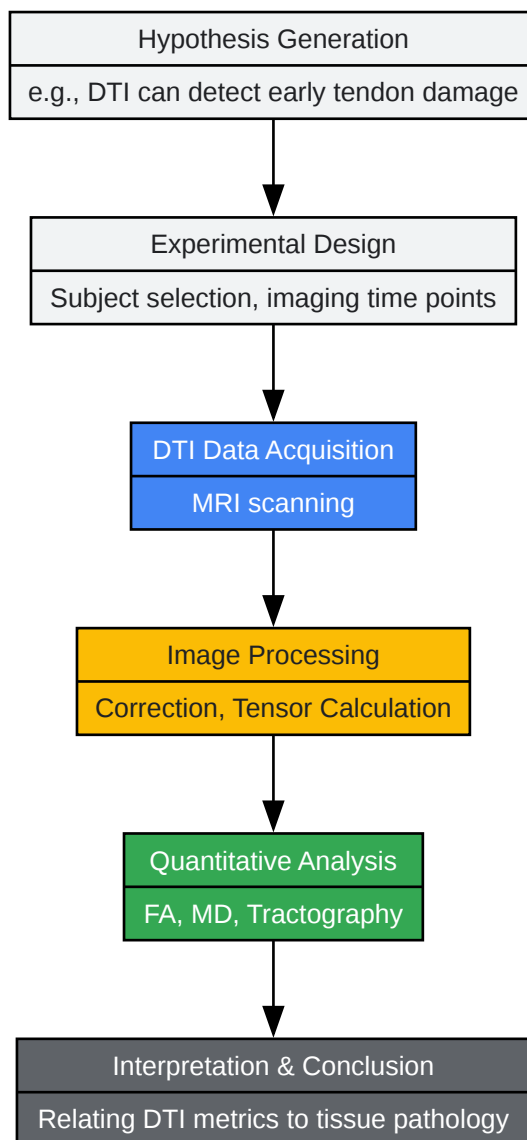 Hypothesis Generation
e.g., DTI can detect early tendon damage
Experimental Design
Subject selection, imaging time points
DTI Data Acquisition
MRI scanning
Image Processing
Correction, Tensor Calculation
Quantitative Analysis
FA, MD, Tractography
Interpretation & Conclusion
Relating DTI metrics to tissue pathology